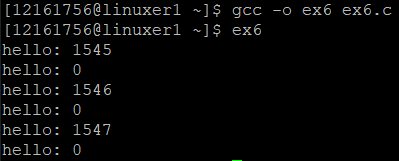 [12161756@linuxer1 ~]$ gcc -o ex6 ex6.c
[12161756@linuxer1 ~]$ ex6
hello: 1545
hello: 0
hello: 1546
hello: 0
hello: 1547
hello: 0